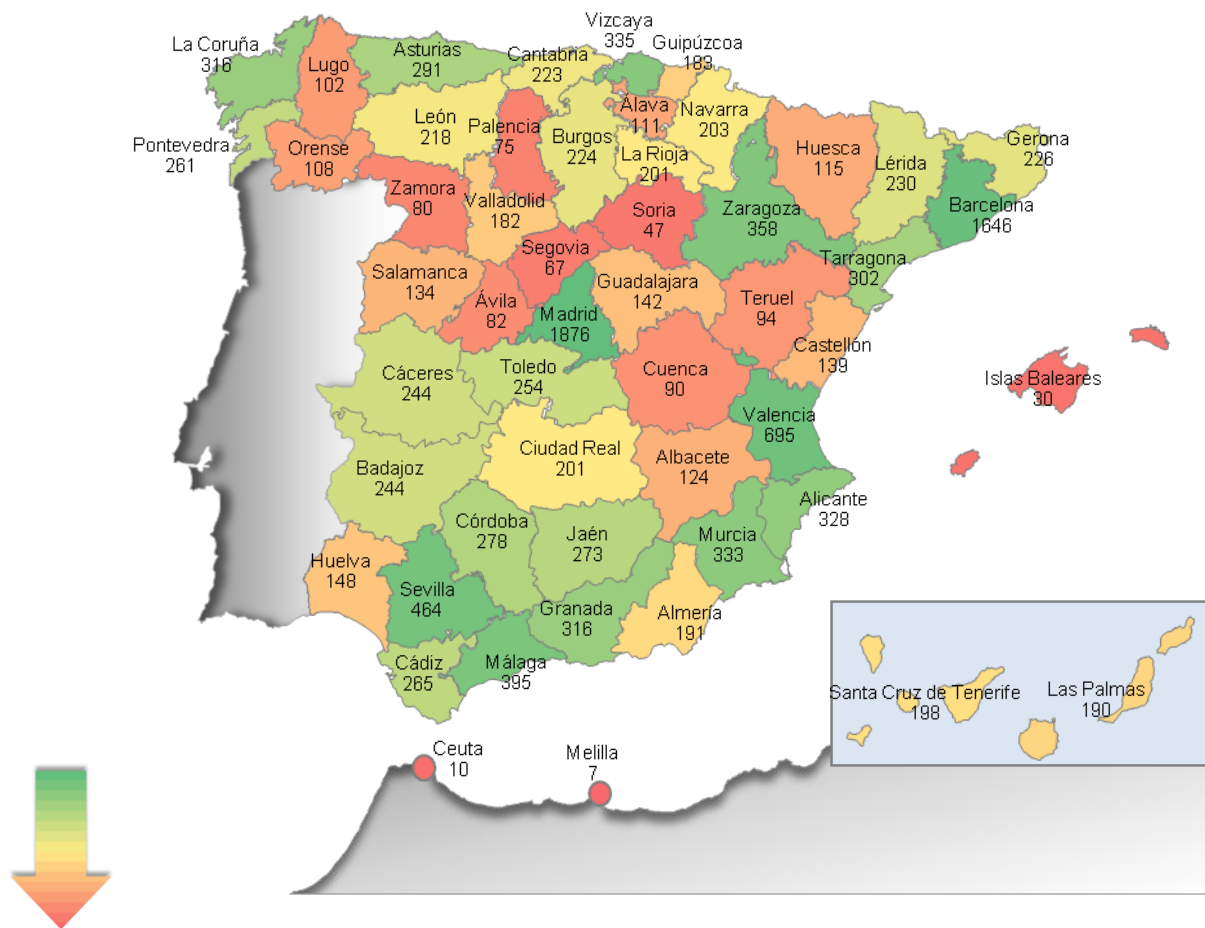 Vizcaya
335
La Coruña
316
Lugo
102
Asturias
291
Cantabria
223
Guipúzcoa
183
Álava
111
Navarra
203
León
218
Palencia
75
Burgos
224
La Rioja
201
Huesca
115
Lérida
230
Gerona
226
Pontevedra
261
Orense
108
Zamora
80
Valladolid
182
Soria
47
Zaragoza
358
Barcelona
1646
Segovia
67
Tarragona
302
Salamanca
134
Ávila
82
Madrid
1876
Guadalajara
142
Teruel
94
Castellón
139
Cáceres
244
Toledo
254
Cuenca
90
Islas Baleares
30
Valencia
695
Ciudad Real
201
Albacete
124
Badajoz
244
Alicante
328
Córdoba
278
Jaén
273
Murcia
333
Huelva
148
Sevilla
464
Granada
316
Almería
191
Cádiz
265
Málaga
395
Santa Cruz de Tenerife
198
Las Palmas
190
Ceuta
10
Melilla
7